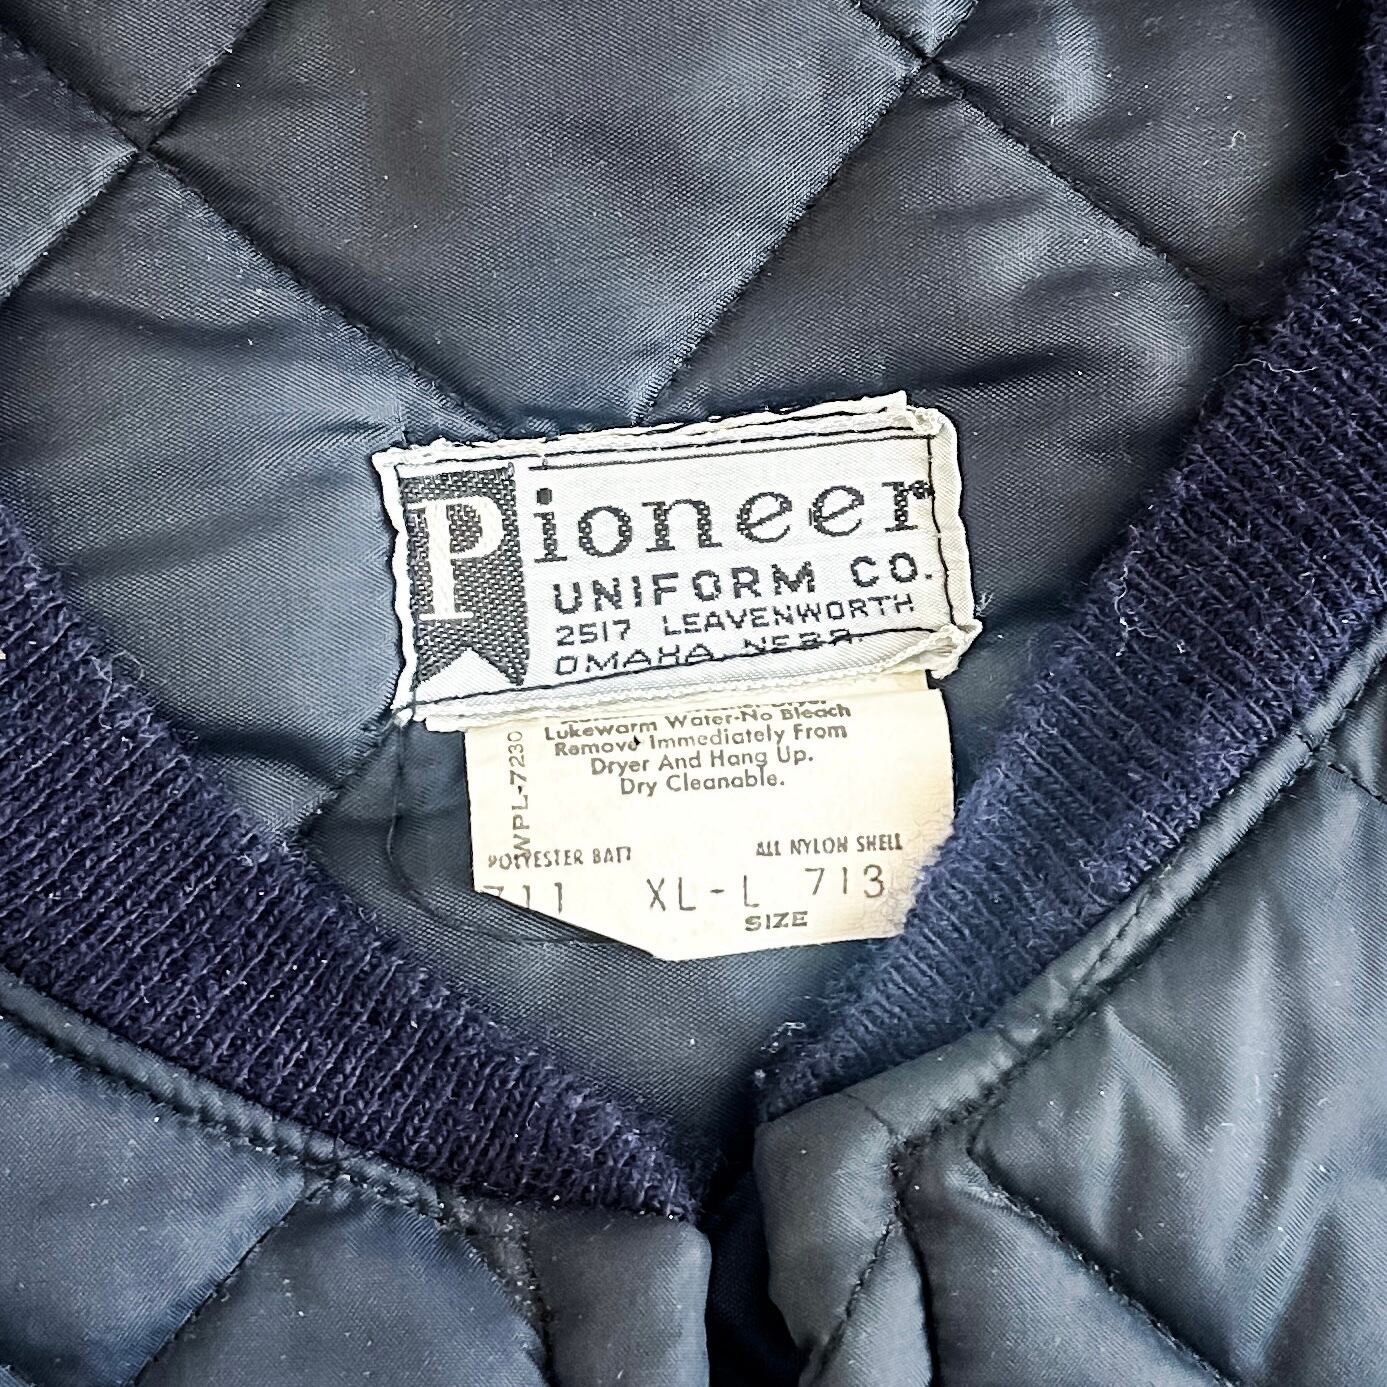 Pioneer
UNIFORM CO.
2517 LEAVENWORTH
OMAHA, NEBR.
Lukewarm Water-No Bleach
Remove Immediately From
Dryer And Hang Up.
Dry Cleanable.
WPL-7230
POLYESTER BATT ALL NYLON SHELL
711 XL-L 713
SIZE